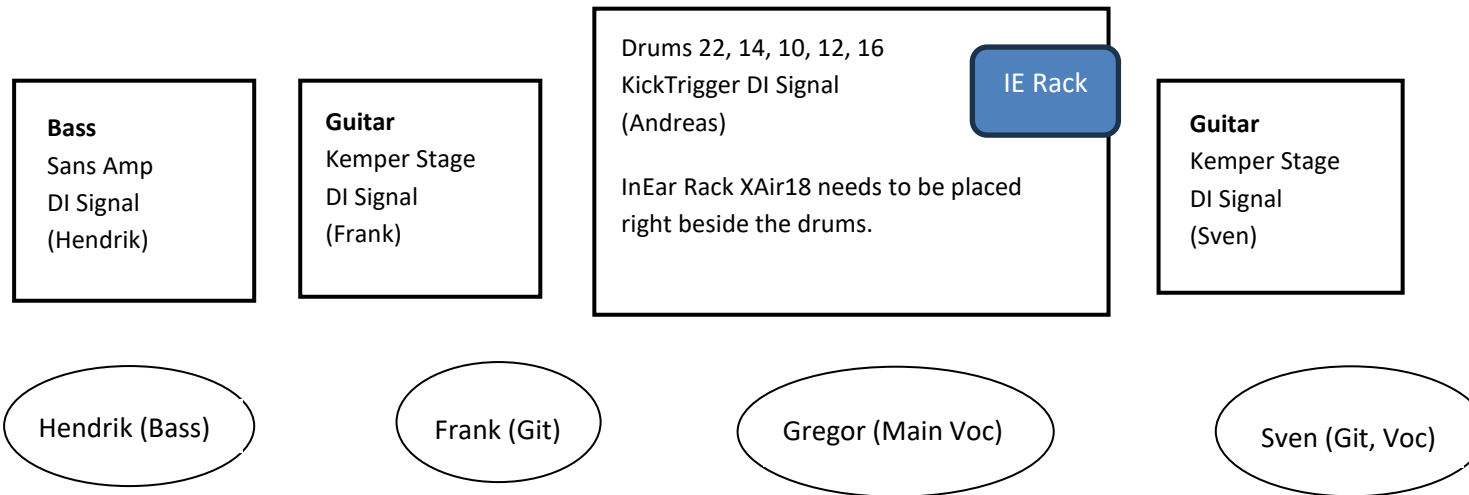 Bass
Sans Amp
DI Signal
(Hendrik)
Guitar
Kemper Stage
DI Signal
(Frank)
Drums 22, 14, 10, 12, 16
KickTrigger DI Signal
(Andreas)
InEar Rack XAir18 needs to be placed
right beside the drums.
IE Rack
Guitar
Kemper Stage
DI Signal
(Sven)
Hendrik (Bass)
Frank (Git)
Gregor (Main Voc)
Sven (Git, Voc)